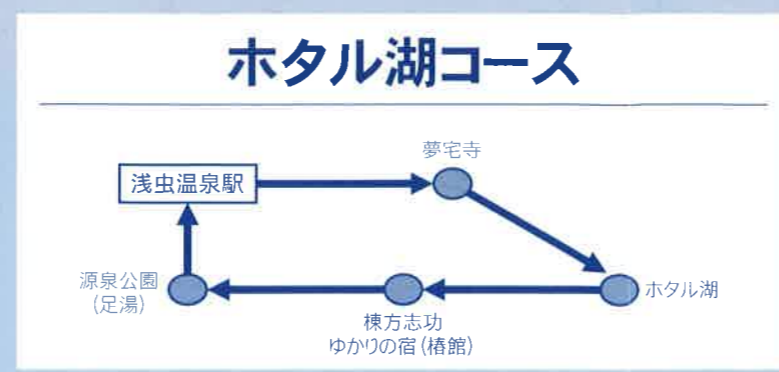 ホタル湖コース
夢宅寺
浅虫温泉駅
源泉公園
(足湯)
ホタル湖
棟方志功
ゆかりの宿(椿館)